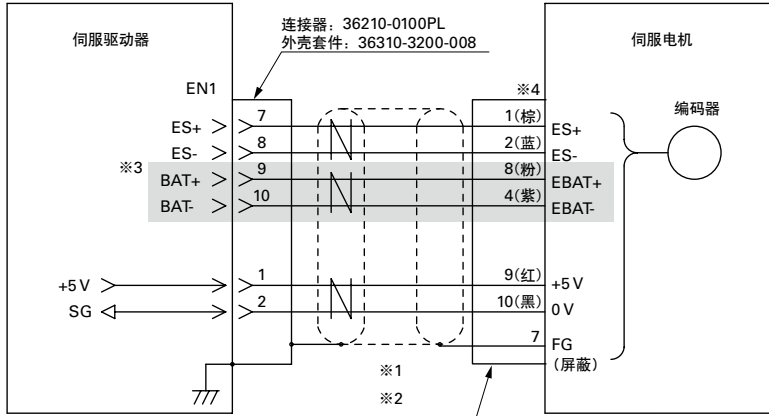 连接器：36210-0100PL
外壳套件：36310-3200-008
伺服驱动器
伺服电机
EN1
※4
编码器
ES+ 7 1(棕) ES+
ES- 8 2(蓝) ES-
※3
BAT+ 9 8(粉) EBAT+
BAT- 10 4(紫) EBAT-
+5V 1 9(红) +5V
SG 2 10(黑) 0V
7 FG
(屏蔽)
※1
※2